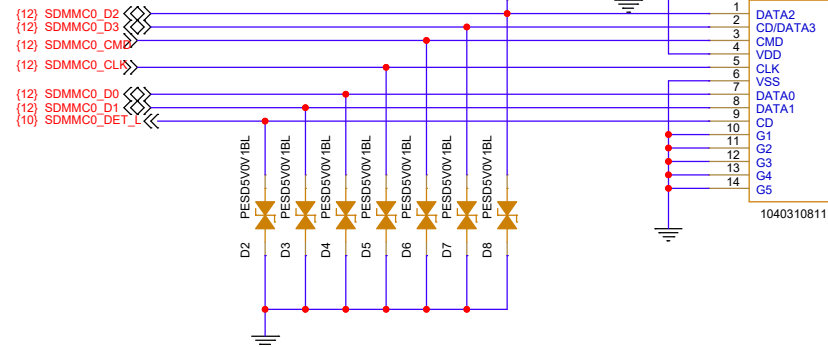 {12} SDMMC0_D2
{12} SDMMC0_D3
{12} SDMMC0_CMD
{12} SDMMC0_CLK
{12} SDMMC0_D0
{12} SDMMC0_D1
{10} SDMMC0_DET_L
1 DATA2
2 CD/DATA3
3 CMD
4 VDD
5 CLK
6 VSS
7 DATA0
8 DATA1
9 CD
10 G1
11 G2
12 G3
13 G4
14 G5
1040310811
PESD5V0V1BL
D2
PESD5V0V1BL
D3
PESD5V0V1BL
D4
PESD5V0V1BL
D5
PESD5V0V1BL
D6
PESD5V0V1BL
D7
PESD5V0V1BL
D8